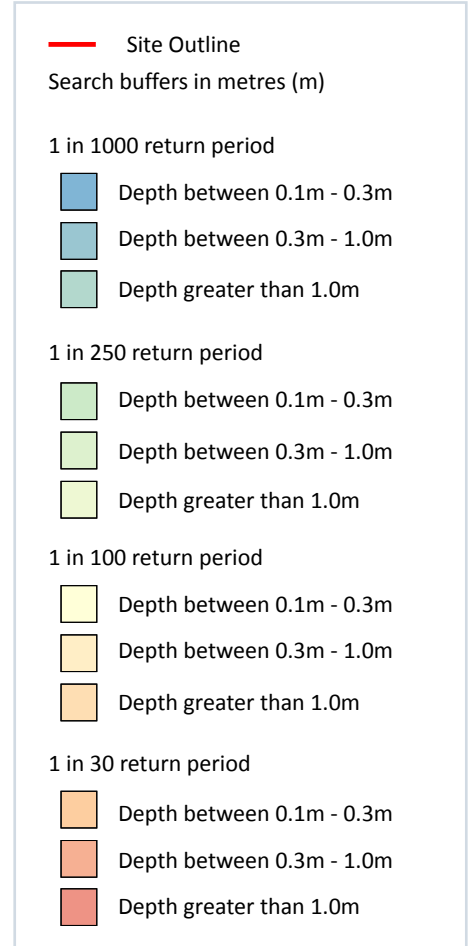 Site Outline
Search buffers in metres (m)
1 in 1000 return period
Depth between 0.1m - 0.3m
Depth between 0.3m - 1.0m
Depth greater than 1.0m
1 in 250 return period
Depth between 0.1m - 0.3m
Depth between 0.3m - 1.0m
Depth greater than 1.0m
1 in 100 return period
Depth between 0.1m - 0.3m
Depth between 0.3m - 1.0m
Depth greater than 1.0m
1 in 30 return period
Depth between 0.1m - 0.3m
Depth between 0.3m - 1.0m
Depth greater than 1.0m